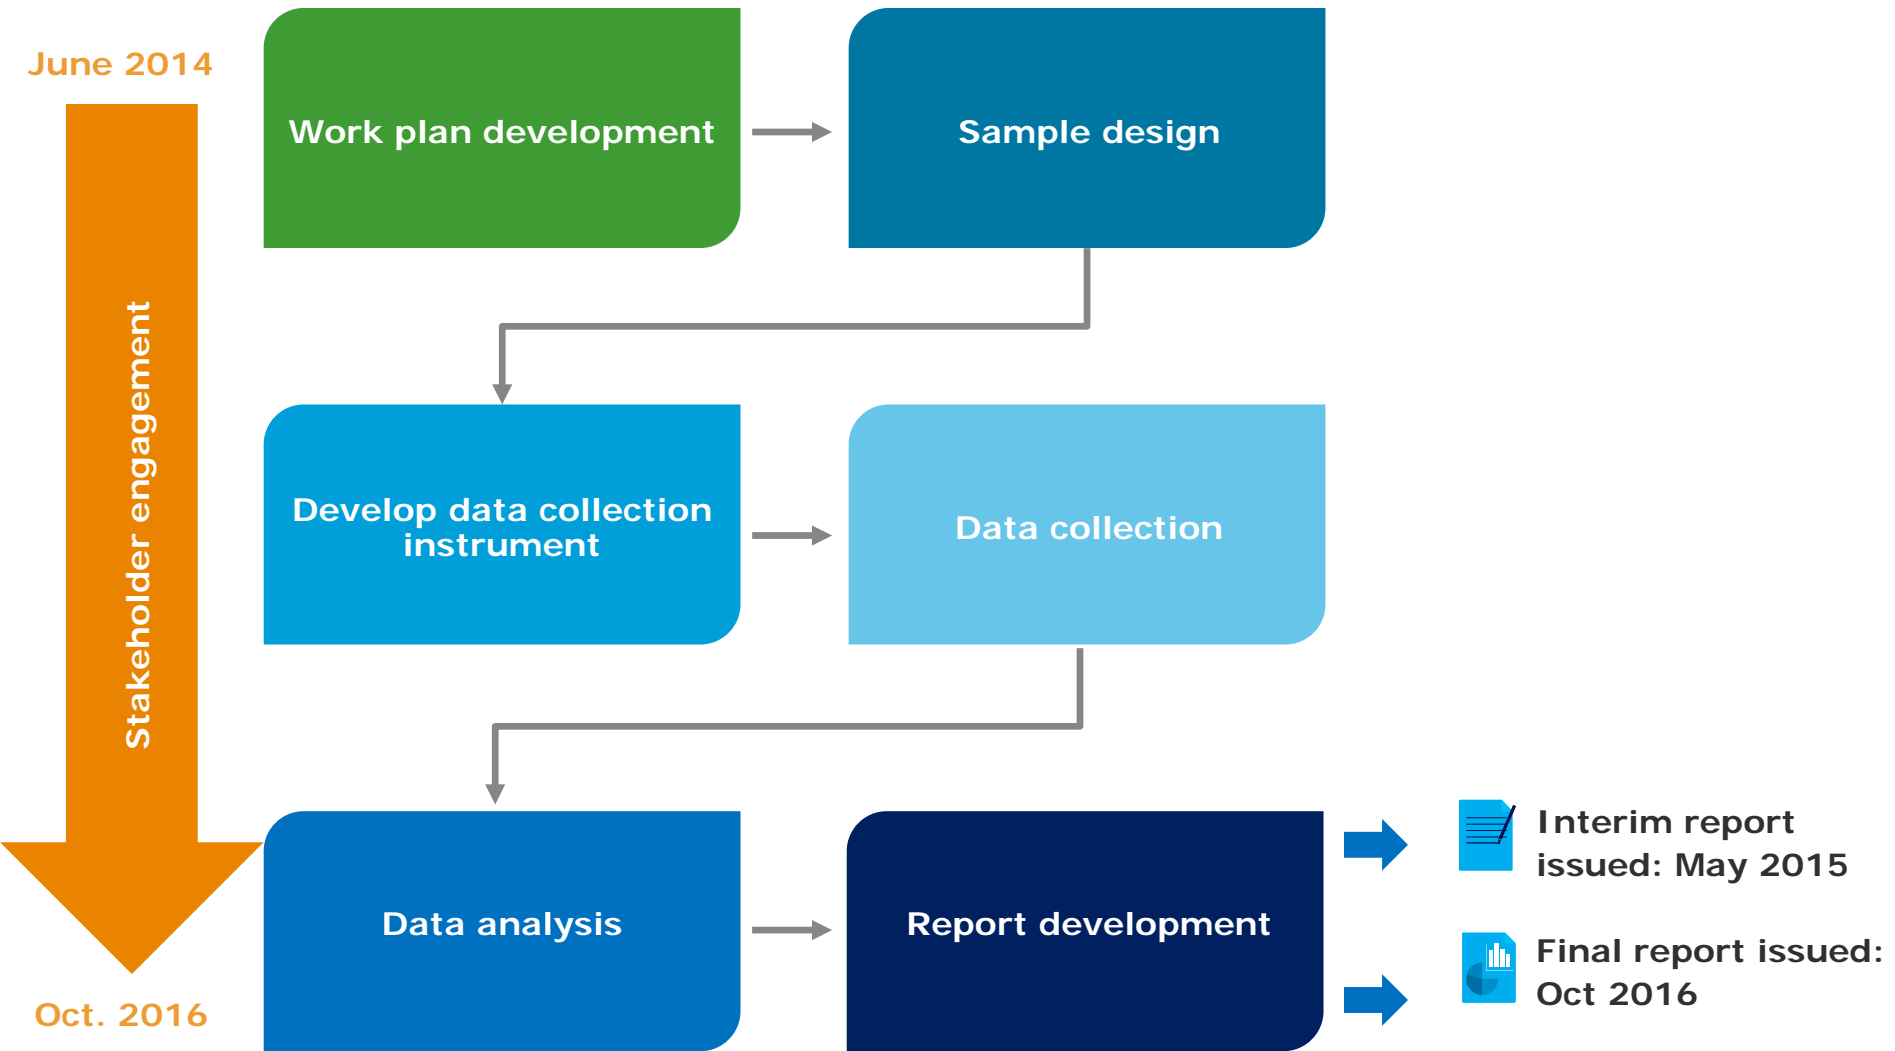 June 2014
Work plan development
Sample design
Stakeholder engagement
Develop data collection
instrument
Data collection
Data analysis
Report development
Interim report
issued: May 2015
Final report issued:
Oct 2016
Oct. 2016